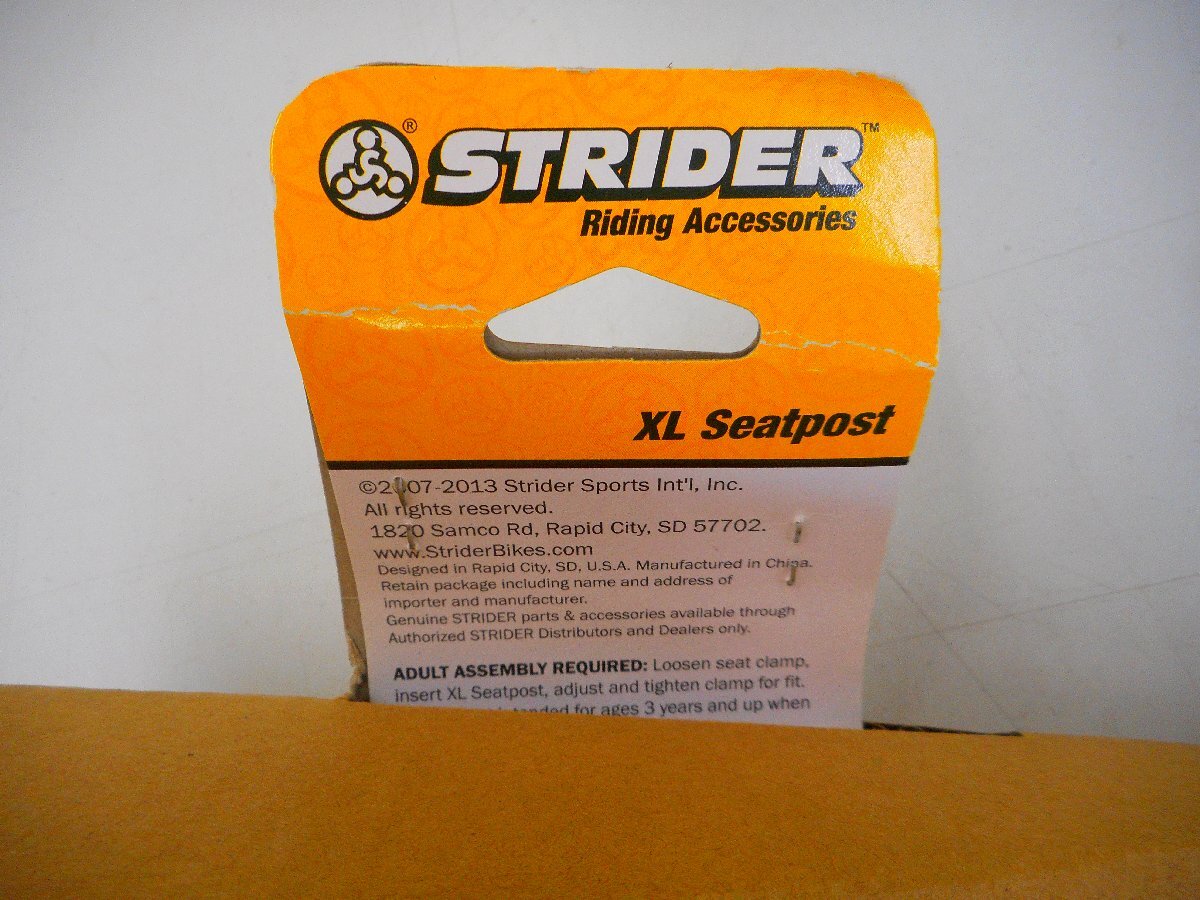 ® STRIDER™
Riding Accessories
XL Seatpost
©2007-2013 Strider Sports Int'l, Inc.
All rights reserved.
1820 Samco Rd, Rapid City, SD 57702.
www.StriderBikes.com
Designed in Rapid City, SD, U.S.A. Manufactured in China.
Retain package including name and address of
importer and manufacturer.
Genuine STRIDER parts & accessories available through
Authorized STRIDER Distributors and Dealers only.
ADULT ASSEMBLY REQUIRED: Loosen seat clamp,
insert XL Seatpost, adjust and tighten clamp for fit.
for ages 3 years and up when